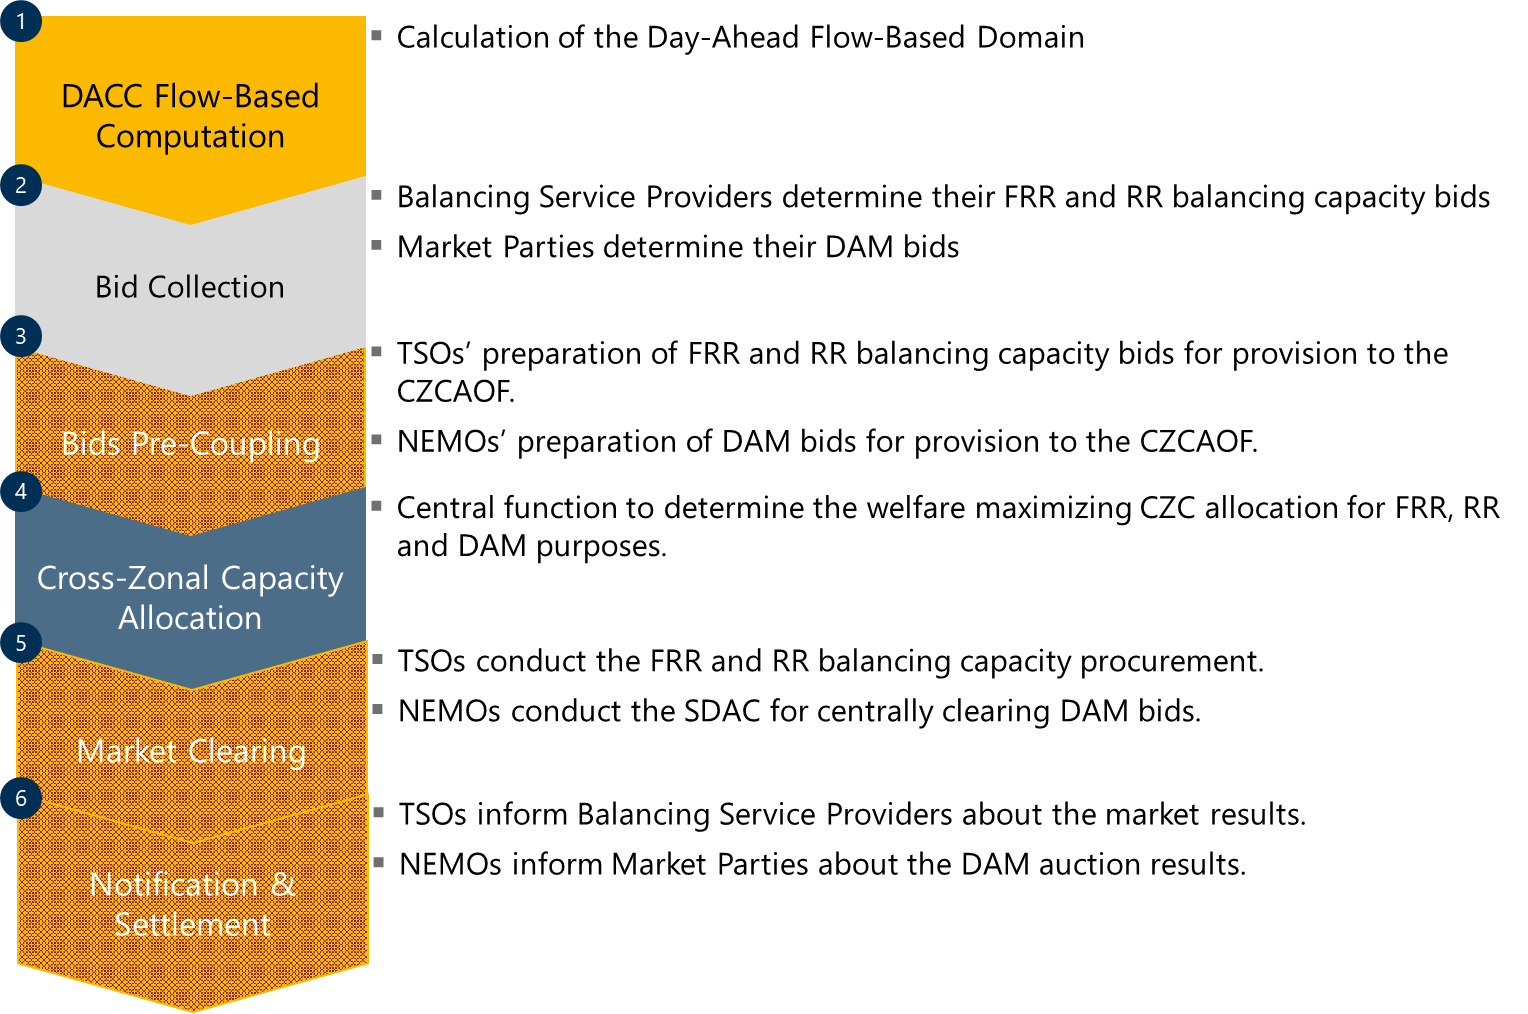 1
DACC Flow-Based
Computation
▪ Calculation of the Day-Ahead Flow-Based Domain
2
Bid Collection
▪ Balancing Service Providers determine their FRR and RR balancing capacity bids
▪ Market Parties determine their DAM bids
3
Bids Pre-Coupling
▪ TSOs’ preparation of FRR and RR balancing capacity bids for provision to the
CZCAOF.
▪ NEMOs’ preparation of DAM bids for provision to the CZCAOF.
4
Cross-Zonal Capacity
Allocation
▪ Central function to determine the welfare maximizing CZC allocation for FRR, RR
and DAM purposes.
5
Market Clearing
▪ TSOs conduct the FRR and RR balancing capacity procurement.
▪ NEMOs conduct the SDAC for centrally clearing DAM bids.
6
Notification &
Settlement
▪ TSOs inform Balancing Service Providers about the market results.
▪ NEMOs inform Market Parties about the DAM auction results.